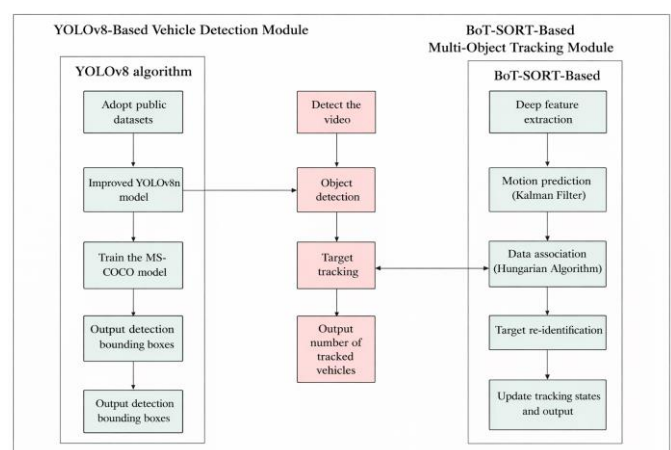 YOLOv8-Based Vehicle Detection Module
YOLOv8 algorithm
Adopt public
datasets
Improved YOLOv8n
model
Train the MS-
COCO model
Output detection
bounding boxes
Output detection
bounding boxes
Detect the
video
Object
detection
Target
tracking
Output
number of
tracked
vehicles
BoT-SORT-Based
Multi-Object Tracking Module
BoT-SORT-Based
Deep feature
extraction
Motion prediction
(Kalman Filter)
Data association
(Hungarian Algorithm)
Target re-identification
Update tracking states
and output